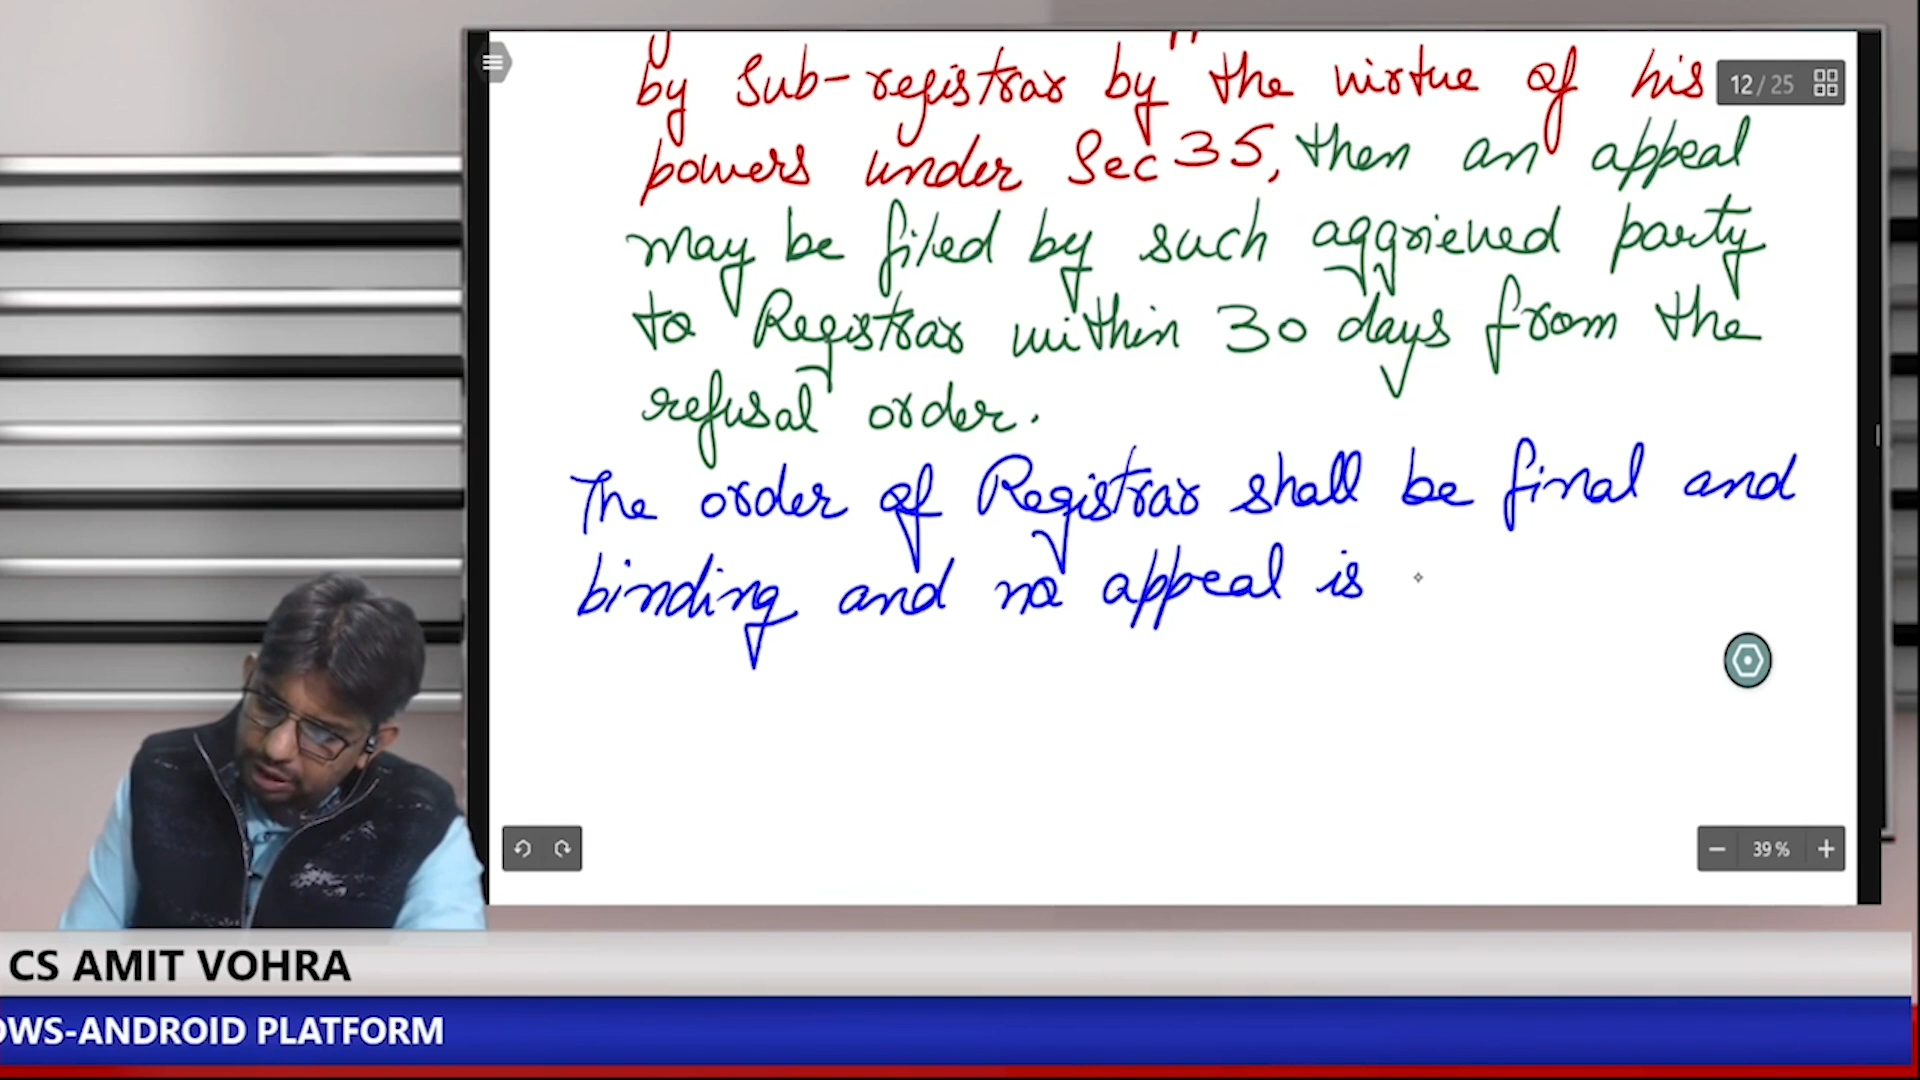 by Sub-registrar by the virtue of his
12 / 25
powers under Sec 35, then an appeal
may be filed by such aggrieved party
to Registrar within 30 days from the
refusal order.
The order of Registrar shall be final and
binding and no appeal is
39 %
CS AMIT VOHRA
OWS-ANDROID PLATFORM